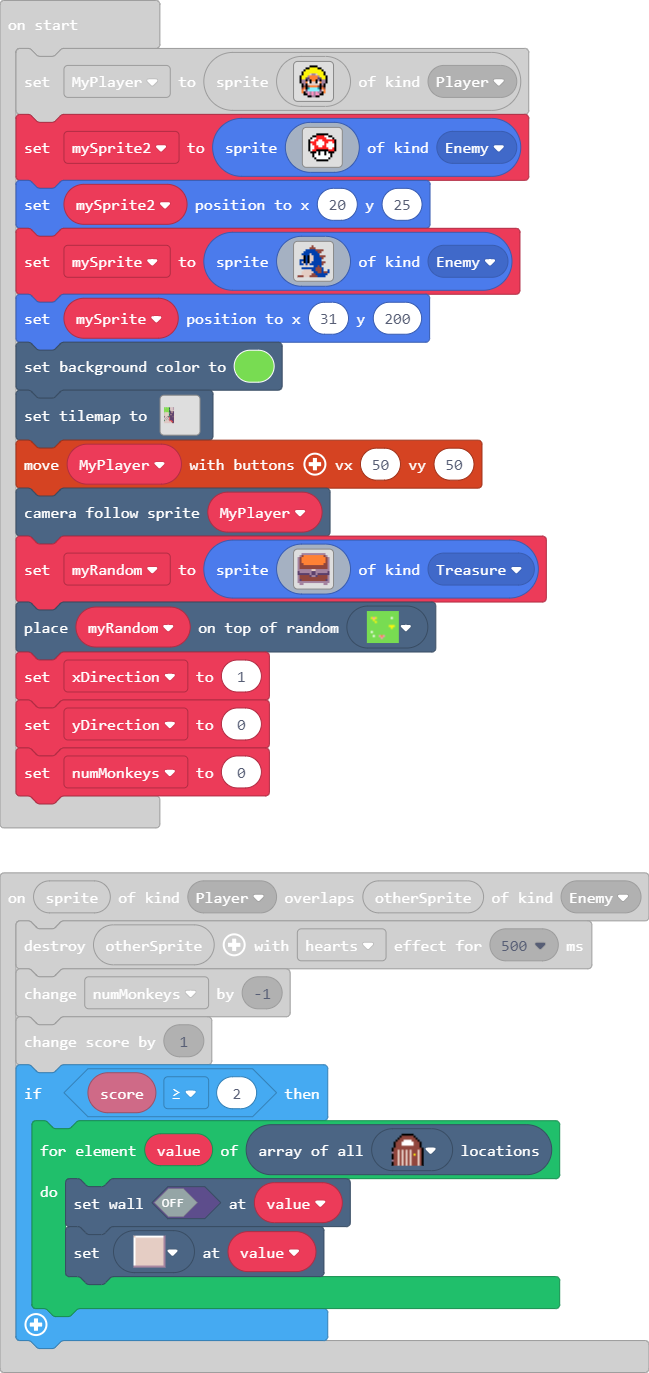 on start
set MyPlayer to sprite of kind Player
set mySprite2 to sprite of kind Enemy
set mySprite2 position to x 20 y 25
set mySprite to sprite of kind Enemy
set mySprite position to x 31 y 200
set background color to
set tilemap to
move MyPlayer with buttons vx 50 vy 50
camera follow sprite MyPlayer
set myRandom to sprite of kind Treasure
place myRandom on top of random
set xDirection to 1
set yDirection to 0
set numMonkeys to 0
on sprite of kind Player overlaps otherSprite of kind Enemy
destroy otherSprite with hearts effect for 500 ms
change numMonkeys by -1
change score by 1
if score ≥ 2 then
for element value of array of all locations
do set wall OFF at value
set at value